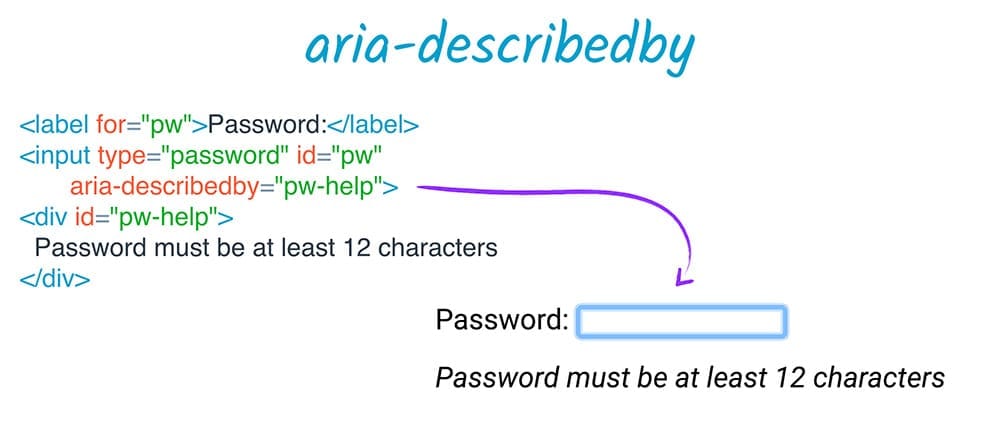 aria-describedby
<label for="pw">Password:</label>
<input type="password" id="pw"
aria-describedby="pw-help">
<div id="pw-help">
Password must be at least 12 characters
</div>
Password:
Password must be at least 12 characters